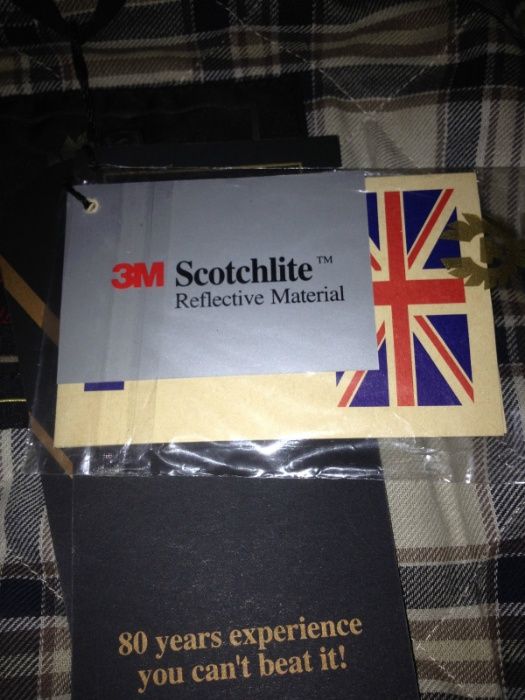 3M Scotchlite™
Reflective Material
80 years experience
you can't beat it!